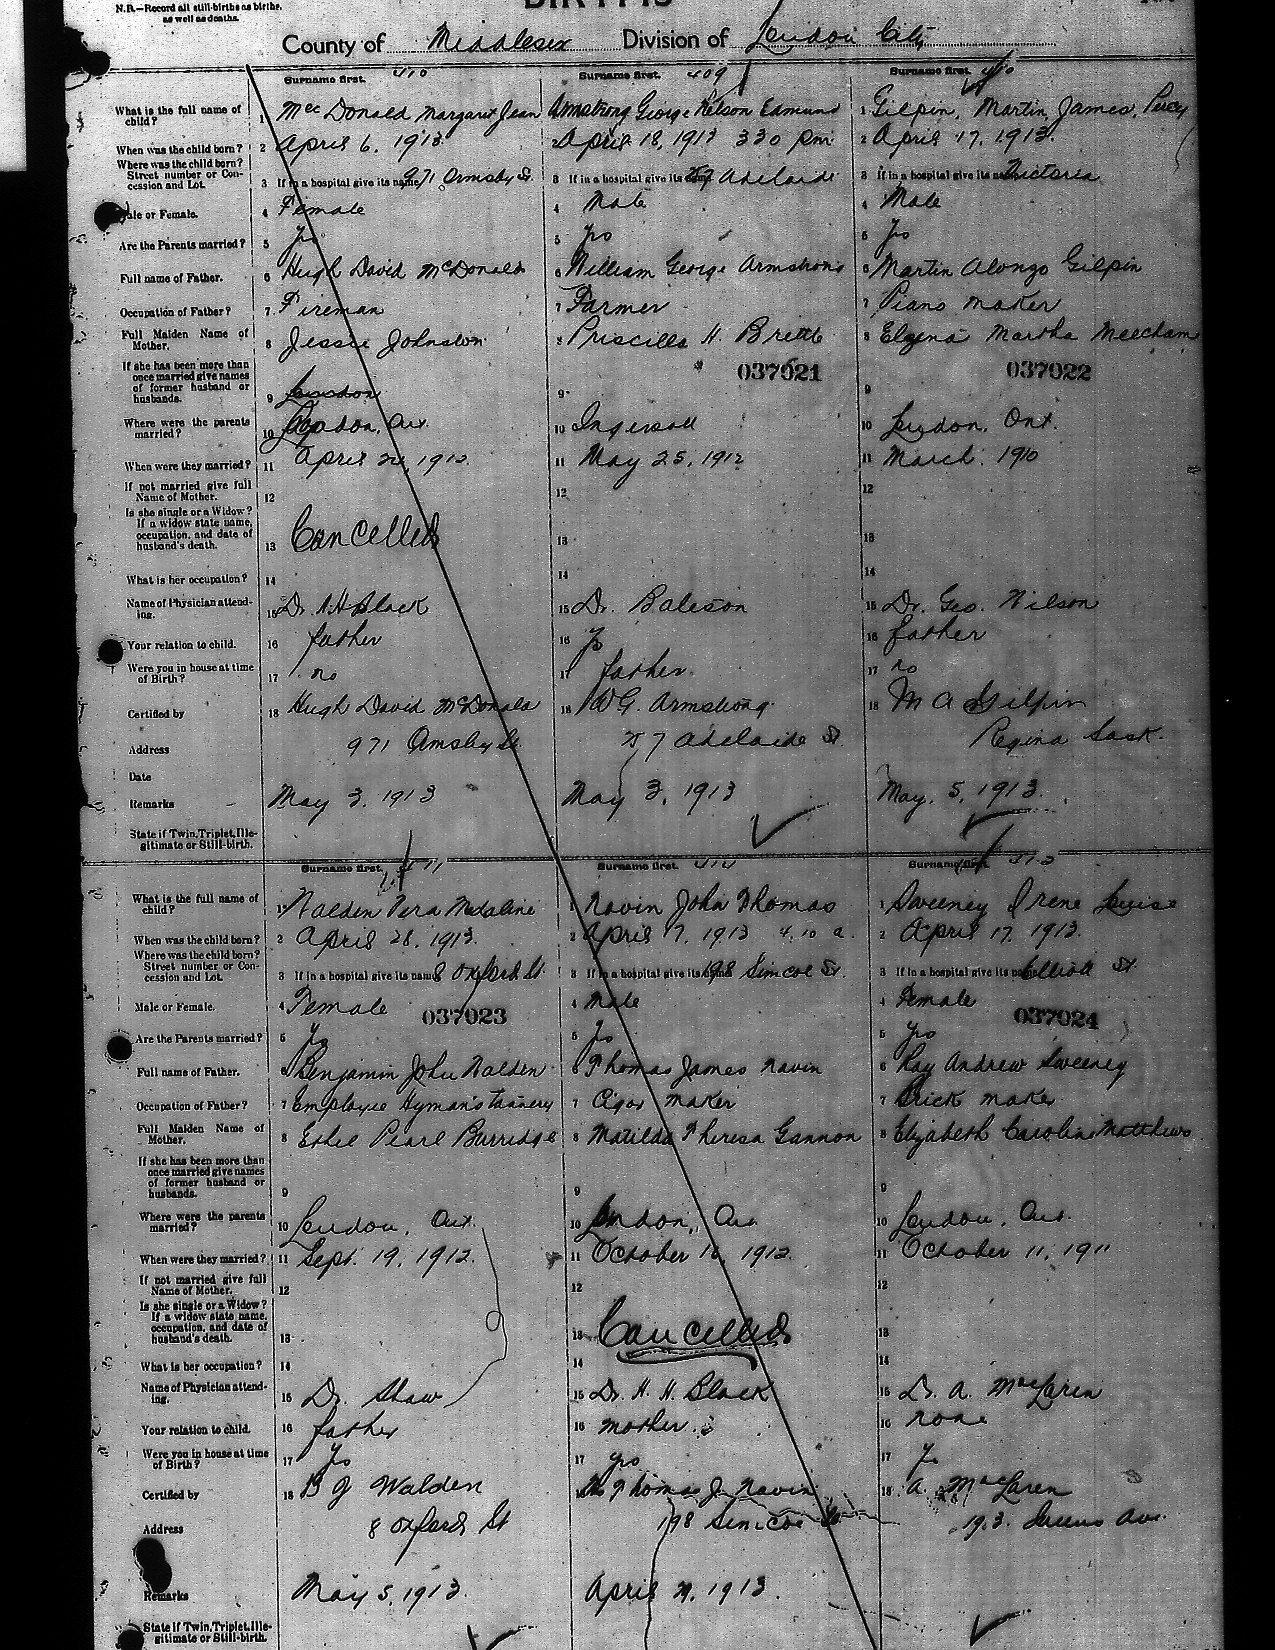 N.B.—Record all still-births as births,
as well as deaths.
BIRTHS
County of Middlesex Division of London City
Surname first. 410 Surname first. 409 Surname first. 410
What is the full name of child? 1 McDonald Margaret Jean 1 Armstrong George Nelson Edmund 1 Gilpin, Martin, James, Percy
When was the child born? 2 April 6, 1913 2 April 18, 1913 3 30 pm 2 April 17, 1913.
Where was the child born?
Street number or Concession and Lot. 3 If in a hospital give its name 971 Ormsby St. 3 If in a hospital give its Adelaide 3 If in a hospital give its name Victoria
Male or Female. 4 Female 4 Male 4 Male
Are the Parents married? 5 Yes 5 yes 5 yes
Full name of Father. 6 Hugh David McDonald 6 William George Armstrong 6 Martin Alonzo Gilpin
Occupation of Father? 7 Fireman 7 Farmer 7 Piano maker
Full Maiden Name of Mother. 8 Jessie Johnston 8 Priscilla H. 8 Martha Meecham
037021 037022
If she has been more than
once married give names
of former husband or
husbands. 9 London 9 9
Where were the parents married? 10 London, Ont. 10 Ingersoll 10 London, Ont.
When were they married? 11 April 1912. 11 May 25, 1912 11 March. 1910
If not married give full Name of Mother. 12 12 12
Is she single or a Widow?
If a widow state name,
occupation, and date of
husband's death. 13 Cancelled 13 13
What is her occupation? 14 14 14
Name of Physician attending. 15 Dr. H Black 15 Dr. Bateson 15 Dr. Geo. Wilson
Your relation to child. 16 father 16 yes 16 father
Were you in house at time of Birth? 17 no 17 father. 17 no
Certified by 18 Hugh David McDonald 18 W G. Armstrong. 18 M A Gilpin
Address 971 Ormsby St. 7 Adelaide St Regina Sask.
Date
Remarks May 3, 1913 May 3, 1913 May, 5, 1913.
State if Twin, Triplet, Illegitimate or Still-birth.
Surname first. 411 Surname first. 412 Surname first. 413
What is the full name of child? 1 Walden Vera Madaline 1 Navin John Thomas 1 Sweeney Irene Louise
When was the child born? 2 April 28, 1913. 2 April 7, 1913 4.10 a. 2 April 17, 1913.
Where was the child born?
Street number or Concession and Lot. 3 If in a hospital give its name 8 Oxford St 3 If in a hospital give its name 198 Simcoe St. 3 If in a hospital give its name Elliott St.
Male or Female. 4 Female 4 Male 4 Female
037023 037024
Are the Parents married? 5 Yes 5 yes 5 yes
Full name of Father. 6 Benjamin John Walden 6 Thomas James Navin 6 Ray Andrew Sweeney
Occupation of Father? 7 Employee Hyman's tannery 7 Cigar maker 7 Brick maker
Full Maiden Name of Mother. 8 Ethel Pearl Burridge 8 Matilda Theresa Gannon 8 Elizabeth Caroline Matthews
If she has been more than
once married give names
of former husband or
husbands. 9 9 9
Where were the parents married? 10 London, Ont. 10 London, Ont 10 London, Ont.
When were they married? 11 Sept. 19, 1912. 11 October 16, 1912. 11 October 11, 1911
If not married give full Name of Mother. 12 12 12
Is she single or a Widow?
If a widow state name,
occupation, and date of
husband's death. 13 13 Cancelled 13
What is her occupation? 14 14 14
Name of Physician attending. 15 Dr. Shaw 15 Dr. H. H. Black 15 Dr. A. MacLaren
Your relation to child. 16 father 16 mother. 16 none
Were you in house at time of Birth? 17 Yes 17 yes 17 Yes
Certified by 18 B J Walden 18 Thomas J. Navin 18 A. MacLaren
Address 8 Oxford St 198 Simcoe St Queens Ave.
Remarks May 5, 1913. April 1913.
State if Twin, Triplet, Illegitimate or Still-birth.